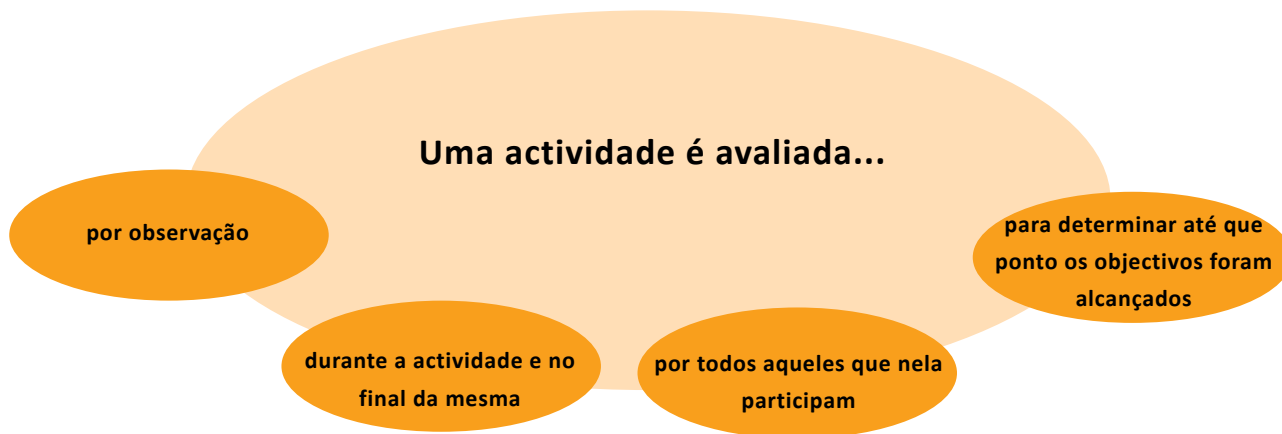 Uma actividade é avaliada...
por observação
durante a actividade e no
final da mesma
por todos aqueles que nela
participam
para determinar até que
ponto os objectivos foram
alcançados